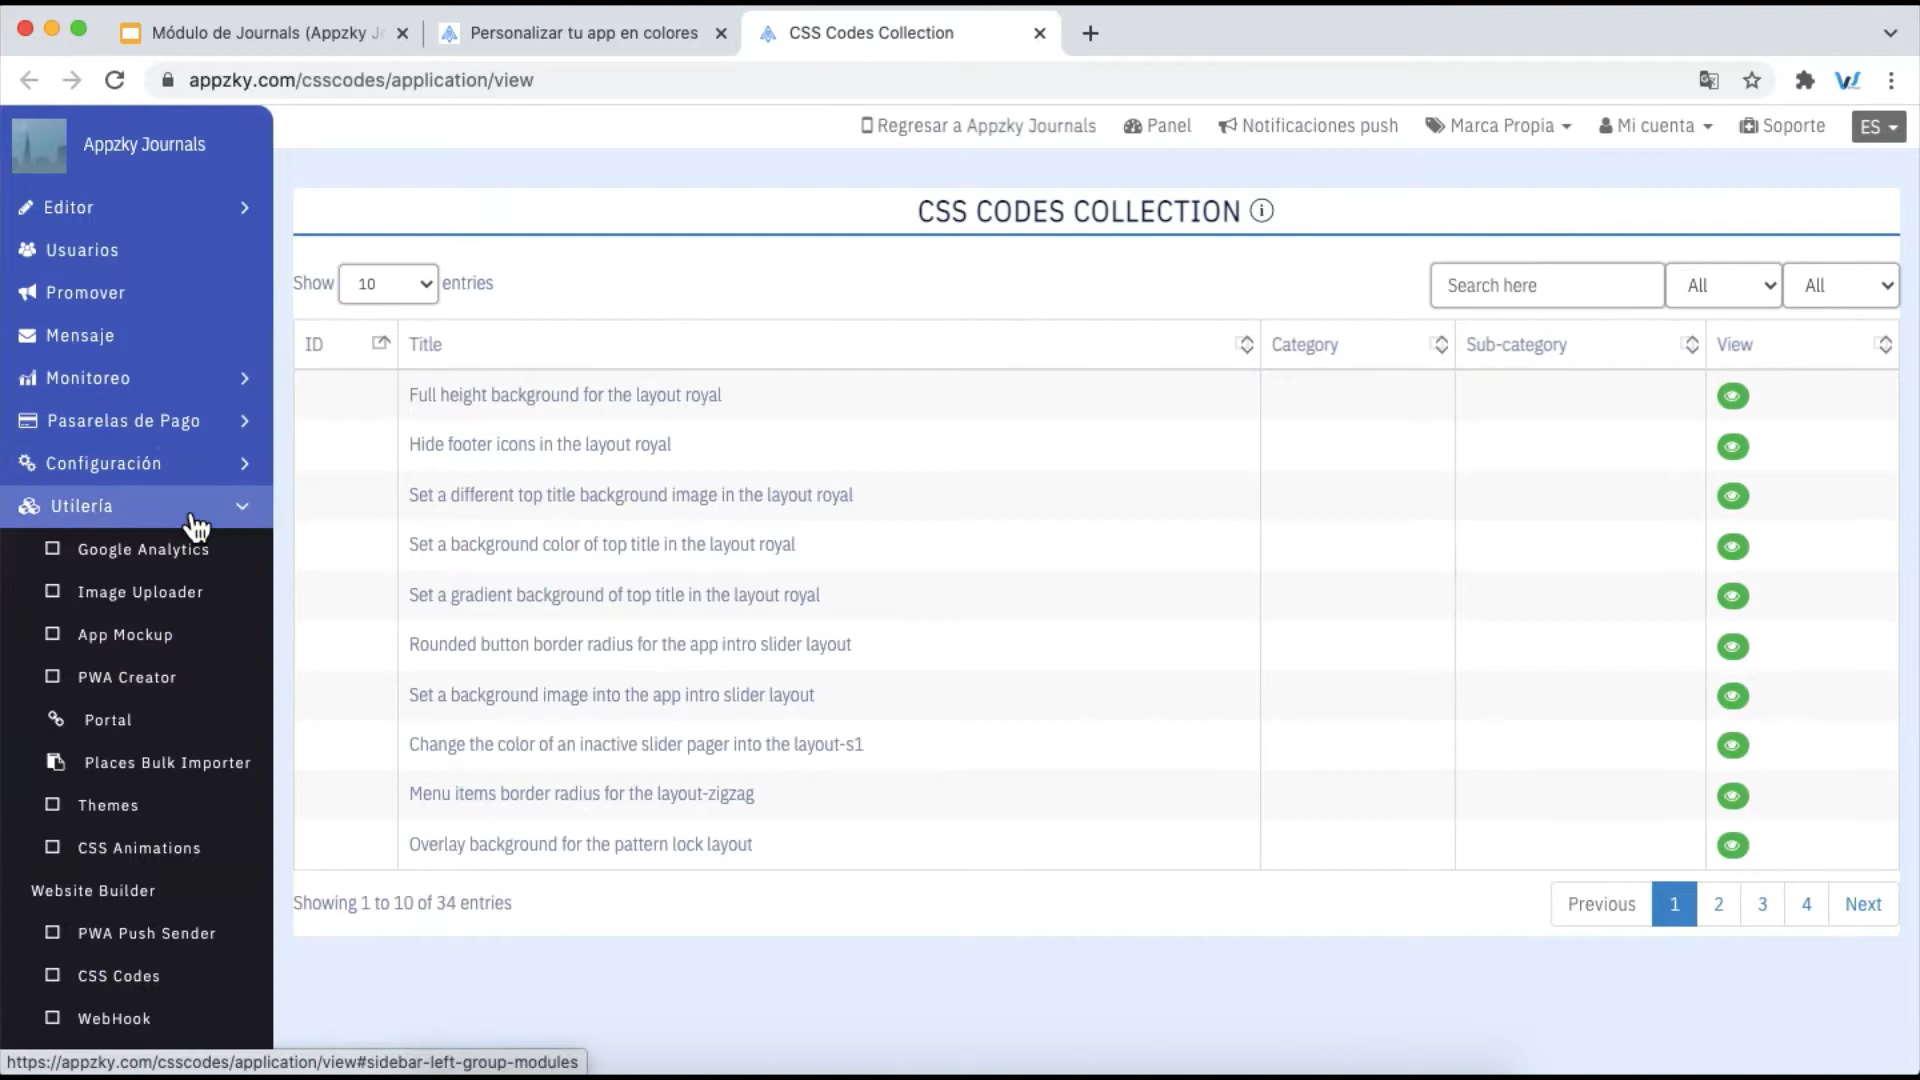 Módulo de Journals (Appzky J
Personalizar tu app en colores
CSS Codes Collection
appzky.com/csscodes/application/view
Appzky Journals
Regresar a Appzky Journals
Panel
Notificaciones push
Marca Propia
Mi cuenta
Soporte
ES
Editor
Usuarios
Promover
Mensaje
Monitoreo
Pasarelas de Pago
Configuración
Utilería
Google Analytics
Image Uploader
App Mockup
PWA Creator
Portal
Places Bulk Importer
Themes
CSS Animations
Website Builder
PWA Push Sender
CSS Codes
WebHook
CSS CODES COLLECTION
Show 10 entries
Search here
All
All
ID
Title
Category
Sub-category
View
Full height background for the layout royal
Hide footer icons in the layout royal
Set a different top title background image in the layout royal
Set a background color of top title in the layout royal
Set a gradient background of top title in the layout royal
Rounded button border radius for the app intro slider layout
Set a background image into the app intro slider layout
Change the color of an inactive slider pager into the layout-s1
Menu items border radius for the layout-zigzag
Overlay background for the pattern lock layout
Showing 1 to 10 of 34 entries
Previous 1 2 3 4 Next
https://appzky.com/csscodes/application/view#sidebar-left-group-modules